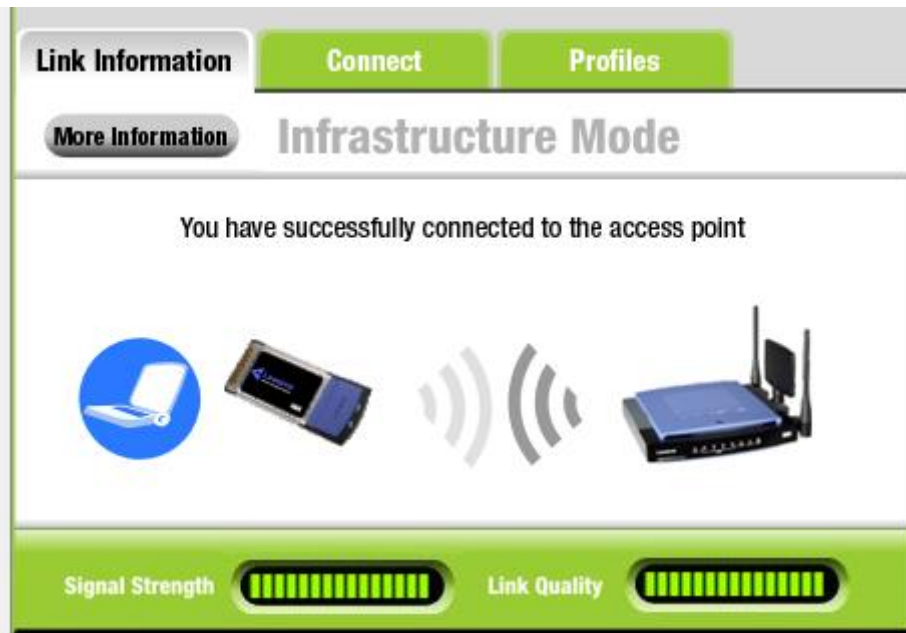 Link Information
Connect
Profiles
More Information
Infrastructure Mode
You have successfully connected to the access point
LINKSYS
Signal Strength
Link Quality